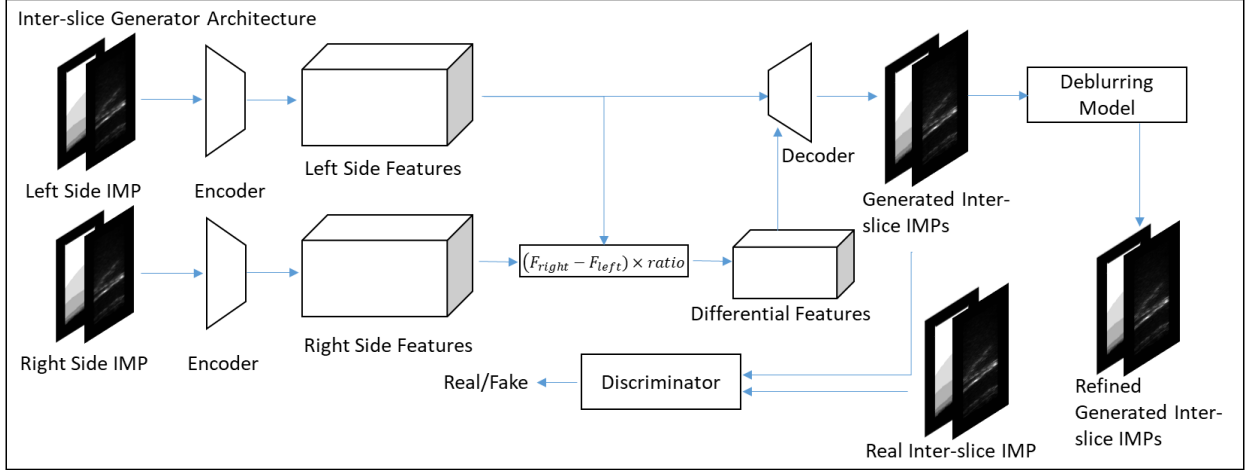 Inter-slice Generator Architecture
Left Side IMP
Encoder
Left Side Features
Decoder
Generated Inter-
slice IMPs
Deblurring
Model
Right Side IMP
Encoder
Right Side Features
(F_right − F_left) × ratio
Differential Features
Real/Fake
Discriminator
Real Inter-slice IMP
Refined
Generated Inter-
slice IMPs